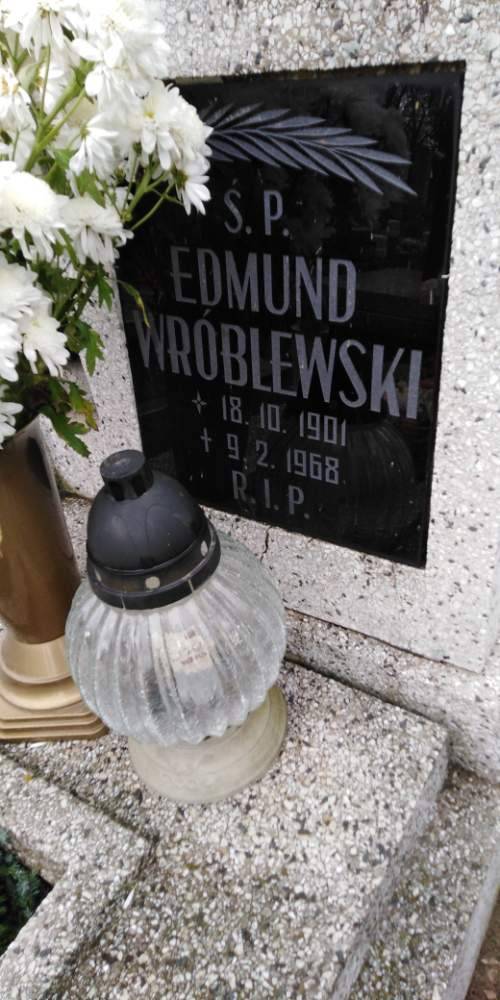 Ś. P.
EDMUND
WRÓBLEWSKI
✧ 18. 10. 1901
† 9. 2. 1968
R. I. P.